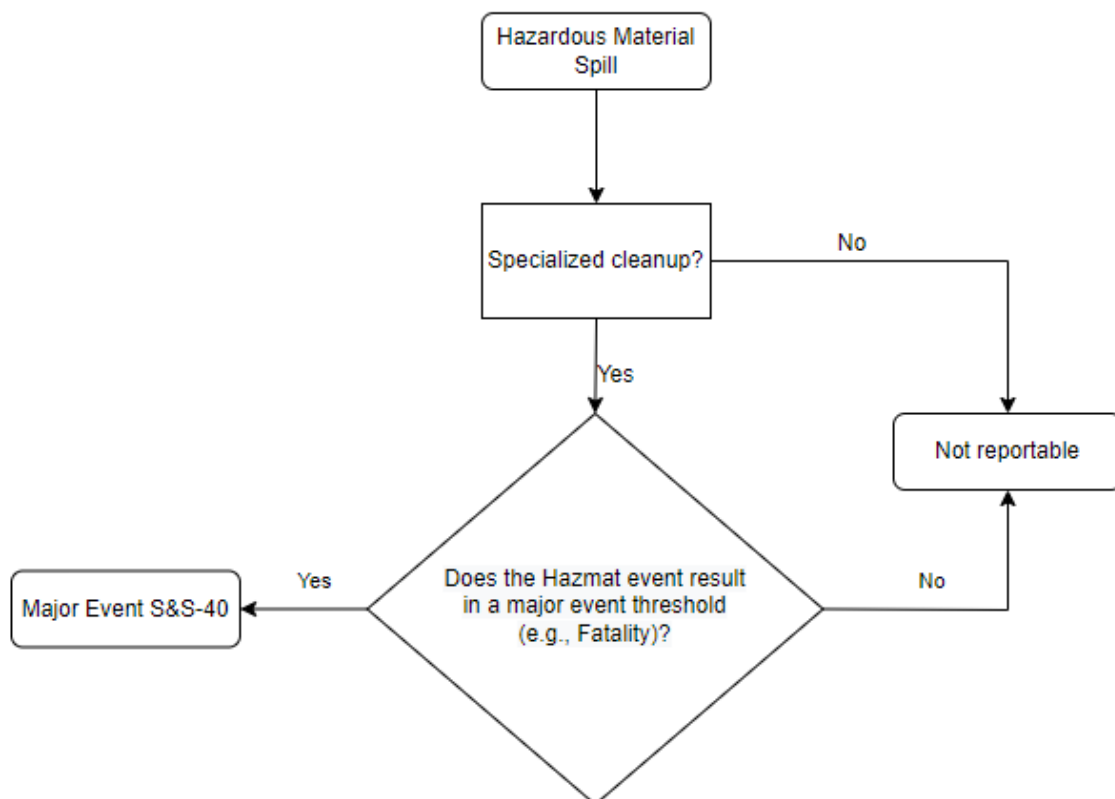 Hazardous Material
Spill
Specialized cleanup?
No
Yes
Not reportable
Does the Hazmat event result
in a major event threshold
(e.g., Fatality)?
Yes
No
Major Event S&S-40